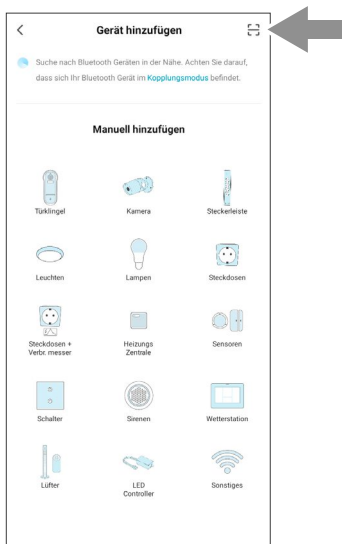 Gerät hinzufügen
Suche nach Bluetooth Geräten in der Nähe. Achten Sie darauf,
dass sich Ihr Bluetooth Gerät im Kopplungsmodus befindet.
Manuell hinzufügen
Türklingel
Kamera
Steckerleiste
Leuchten
Lampen
Steckdosen
Steckdosen +
Verbr. messer
Heizungs
Zentrale
Sensoren
Schalter
Sirenen
Wetterstation
Lüfter
LED
Controller
Sonstiges